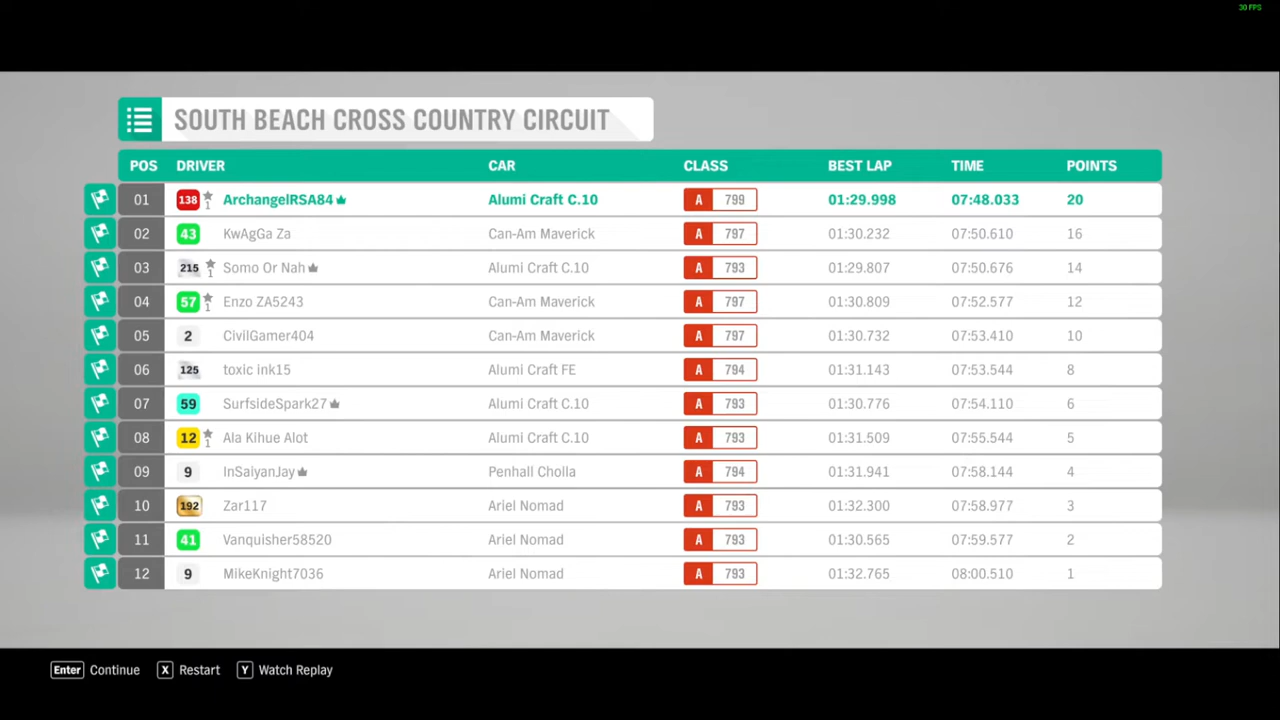 30 FPS
SOUTH BEACH CROSS COUNTRY CIRCUIT
POS DRIVER CAR CLASS BEST LAP TIME POINTS
01 138 1 ArchangelRSA84 Alumi Craft C.10 A 799 01:29.998 07:48.033 20
02 43 KwAgGa Za Can-Am Maverick A 797 01:30.232 07:50.610 16
03 215 1 Somo Or Nah Alumi Craft C.10 A 793 01:29.807 07:50.676 14
04 57 1 Enzo ZA5243 Can-Am Maverick A 797 01:30.809 07:52.577 12
05 2 CivilGamer404 Can-Am Maverick A 797 01:30.732 07:53.410 10
06 125 toxic ink15 Alumi Craft FE A 794 01:31.143 07:53.544 8
07 59 SurfsideSpark27 Alumi Craft C.10 A 793 01:30.776 07:54.110 6
08 12 1 Ala Kihue Alot Alumi Craft C.10 A 793 01:31.509 07:55.544 5
09 9 InSaiyanJay Penhall Cholla A 794 01:31.941 07:58.144 4
10 192 Zar117 Ariel Nomad A 793 01:32.300 07:58.977 3
11 41 Vanquisher58520 Ariel Nomad A 793 01:30.565 07:59.577 2
12 9 MikeKnight7036 Ariel Nomad A 793 01:32.765 08:00.510 1
Enter Continue X Restart Y Watch Replay